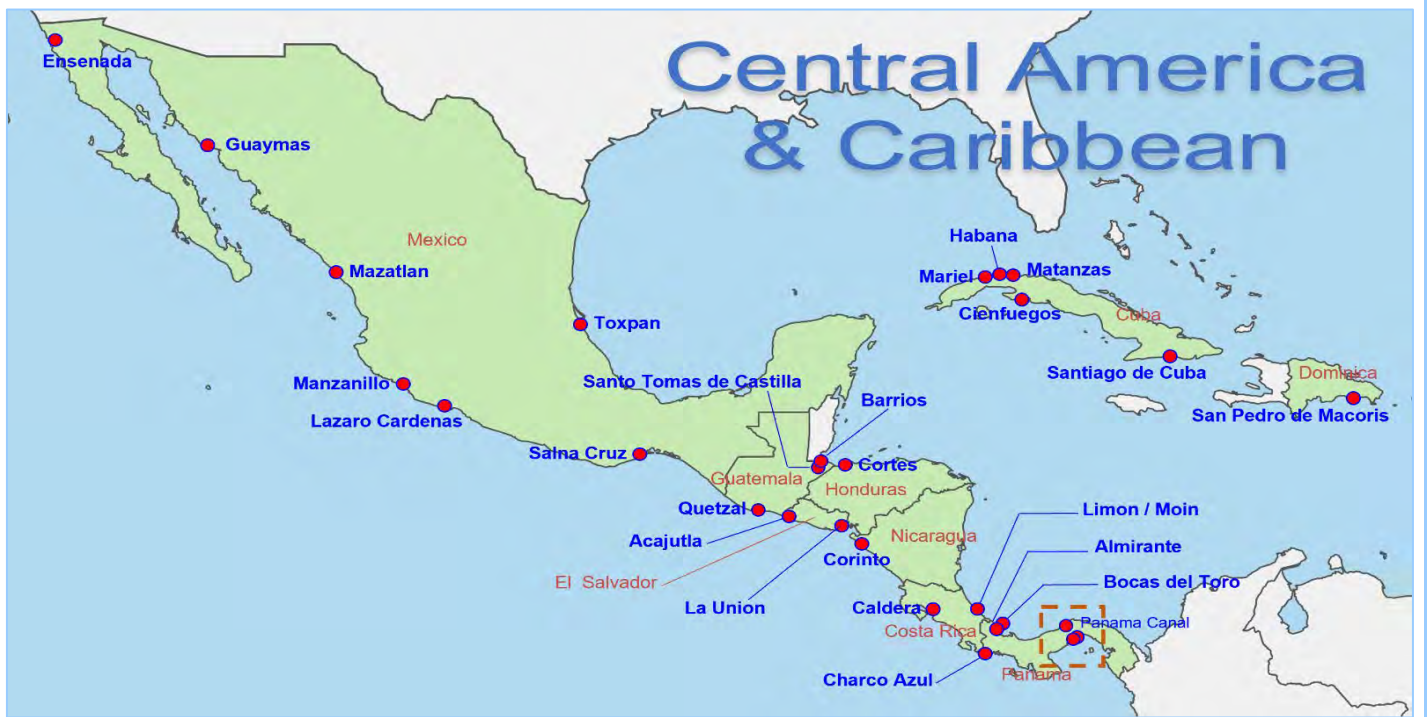 Central America
& Caribbean
Ensenada
Guaymas
Mexico
Habana
Mazatlan
Mariel
Matanzas
Cienfuegos
Cuba
Toxpan
Santo Tomas de Castilla
Santiago de Cuba
Dominica
Manzanillo
Barrios
San Pedro de Macoris
Lazaro Cardenas
Salna Cruz
Cortes
Guatemala
Honduras
Quetzal
Limon / Moin
Acajutla
Nicaragua
Almirante
Corinto
El Salvador
Bocas del Toro
La Union
Caldera
Panama Canal
Costa Rica
Charco Azul
Panama